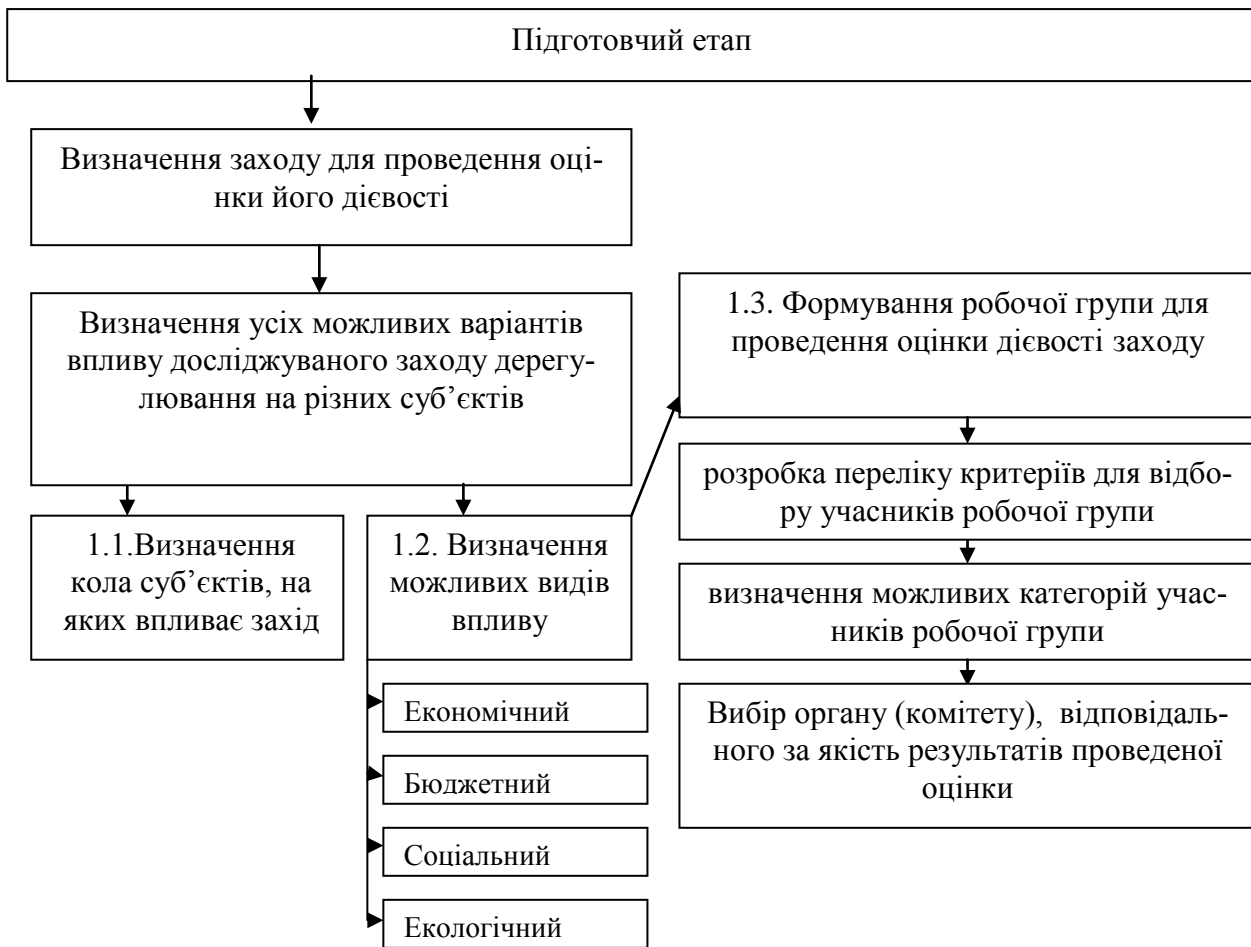 Підготовчий етап
Визначення заходу для проведення оці-
нки його дієвості
Визначення усіх можливих варіантів
впливу досліджуваного заходу дерегу-
лювання на різних суб’єктів
1.1.Визначення
кола суб’єктів, на
яких впливає захід
1.2. Визначення
можливих видів
впливу
Економічний
Бюджетний
Соціальний
Екологічний
1.3. Формування робочої групи для
проведення оцінки дієвості заходу
розробка переліку критеріїв для відбо-
ру учасників робочої групи
визначення можливих категорій учас-
ників робочої групи
Вибір органу (комітету), відповідаль-
ного за якість результатів проведеної
оцінки